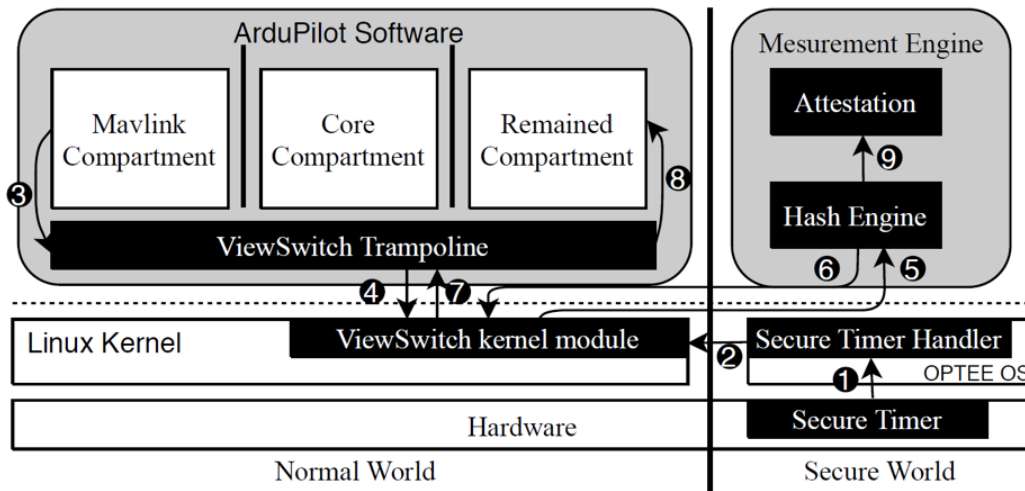 ArduPilot Software
Mavlink
Compartment
Core
Compartment
Remained
Compartment
❸
❽
ViewSwitch Trampoline
❹
❼
Mesurement Engine
Attestation
❾
Hash Engine
❻
❺
Linux Kernel
ViewSwitch kernel module
❷
Secure Timer Handler
❶
OPTEE OS
Hardware
Secure Timer
Normal World
Secure World